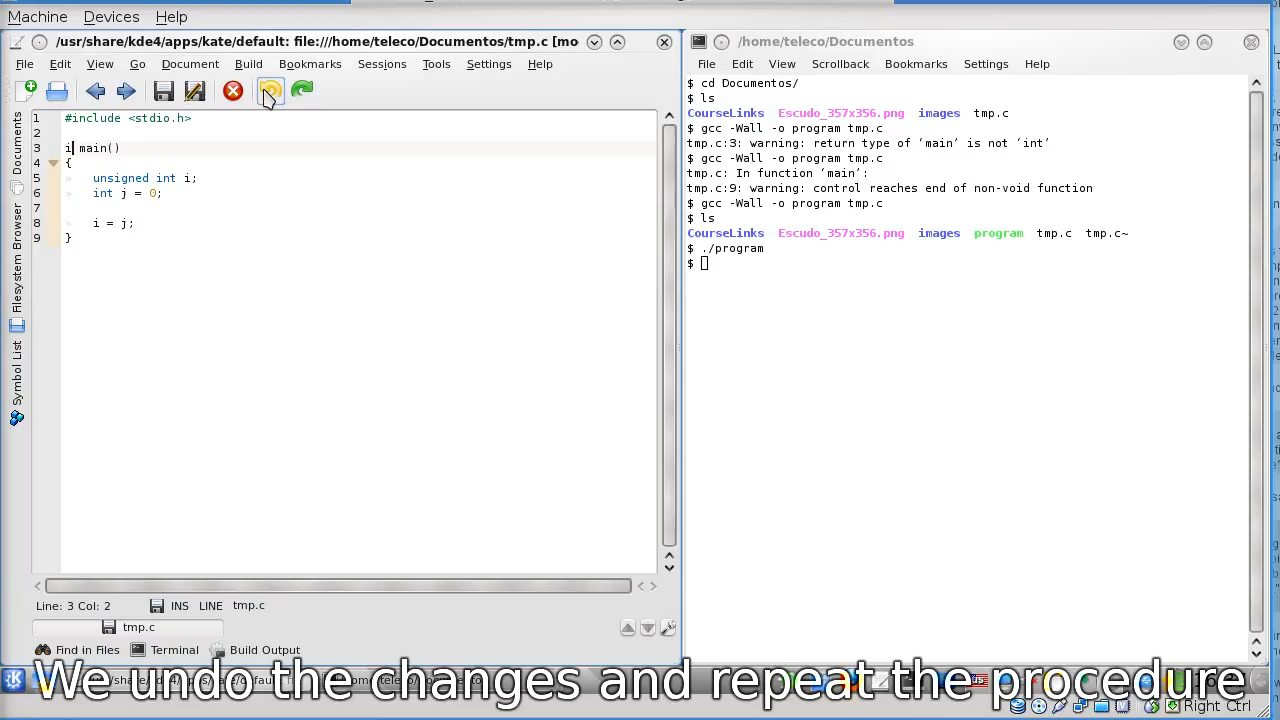 Machine Devices Help
/usr/share/kde4/apps/kate/default: file:///home/teleco/Documentos/tmp.c [mo
File Edit View Go Document Build Bookmarks Sessions Tools Settings Help
Documents
Filesystem Browser
Symbol List
1 #include <stdio.h>
2
3 i main()
4 {
5 unsigned int i;
6 int j = 0;
7
8 i = j;
9 }
Line: 3 Col: 2 INS LINE tmp.c
tmp.c
Find in Files Terminal Build Output
/home/teleco/Documentos
File Edit View Scrollback Bookmarks Settings Help
$ cd Documentos/
$ ls
CourseLinks Escudo_357x356.png images tmp.c
$ gcc -Wall -o program tmp.c
tmp.c:3: warning: return type of ‘main’ is not ‘int’
$ gcc -Wall -o program tmp.c
tmp.c: In function ‘main’:
tmp.c:9: warning: control reaches end of non-void function
$ gcc -Wall -o program tmp.c
$ ls
CourseLinks Escudo_357x356.png images program tmp.c tmp.c~
$ ./program
$
We undo the changes and repeat the procedure
Right Ctrl